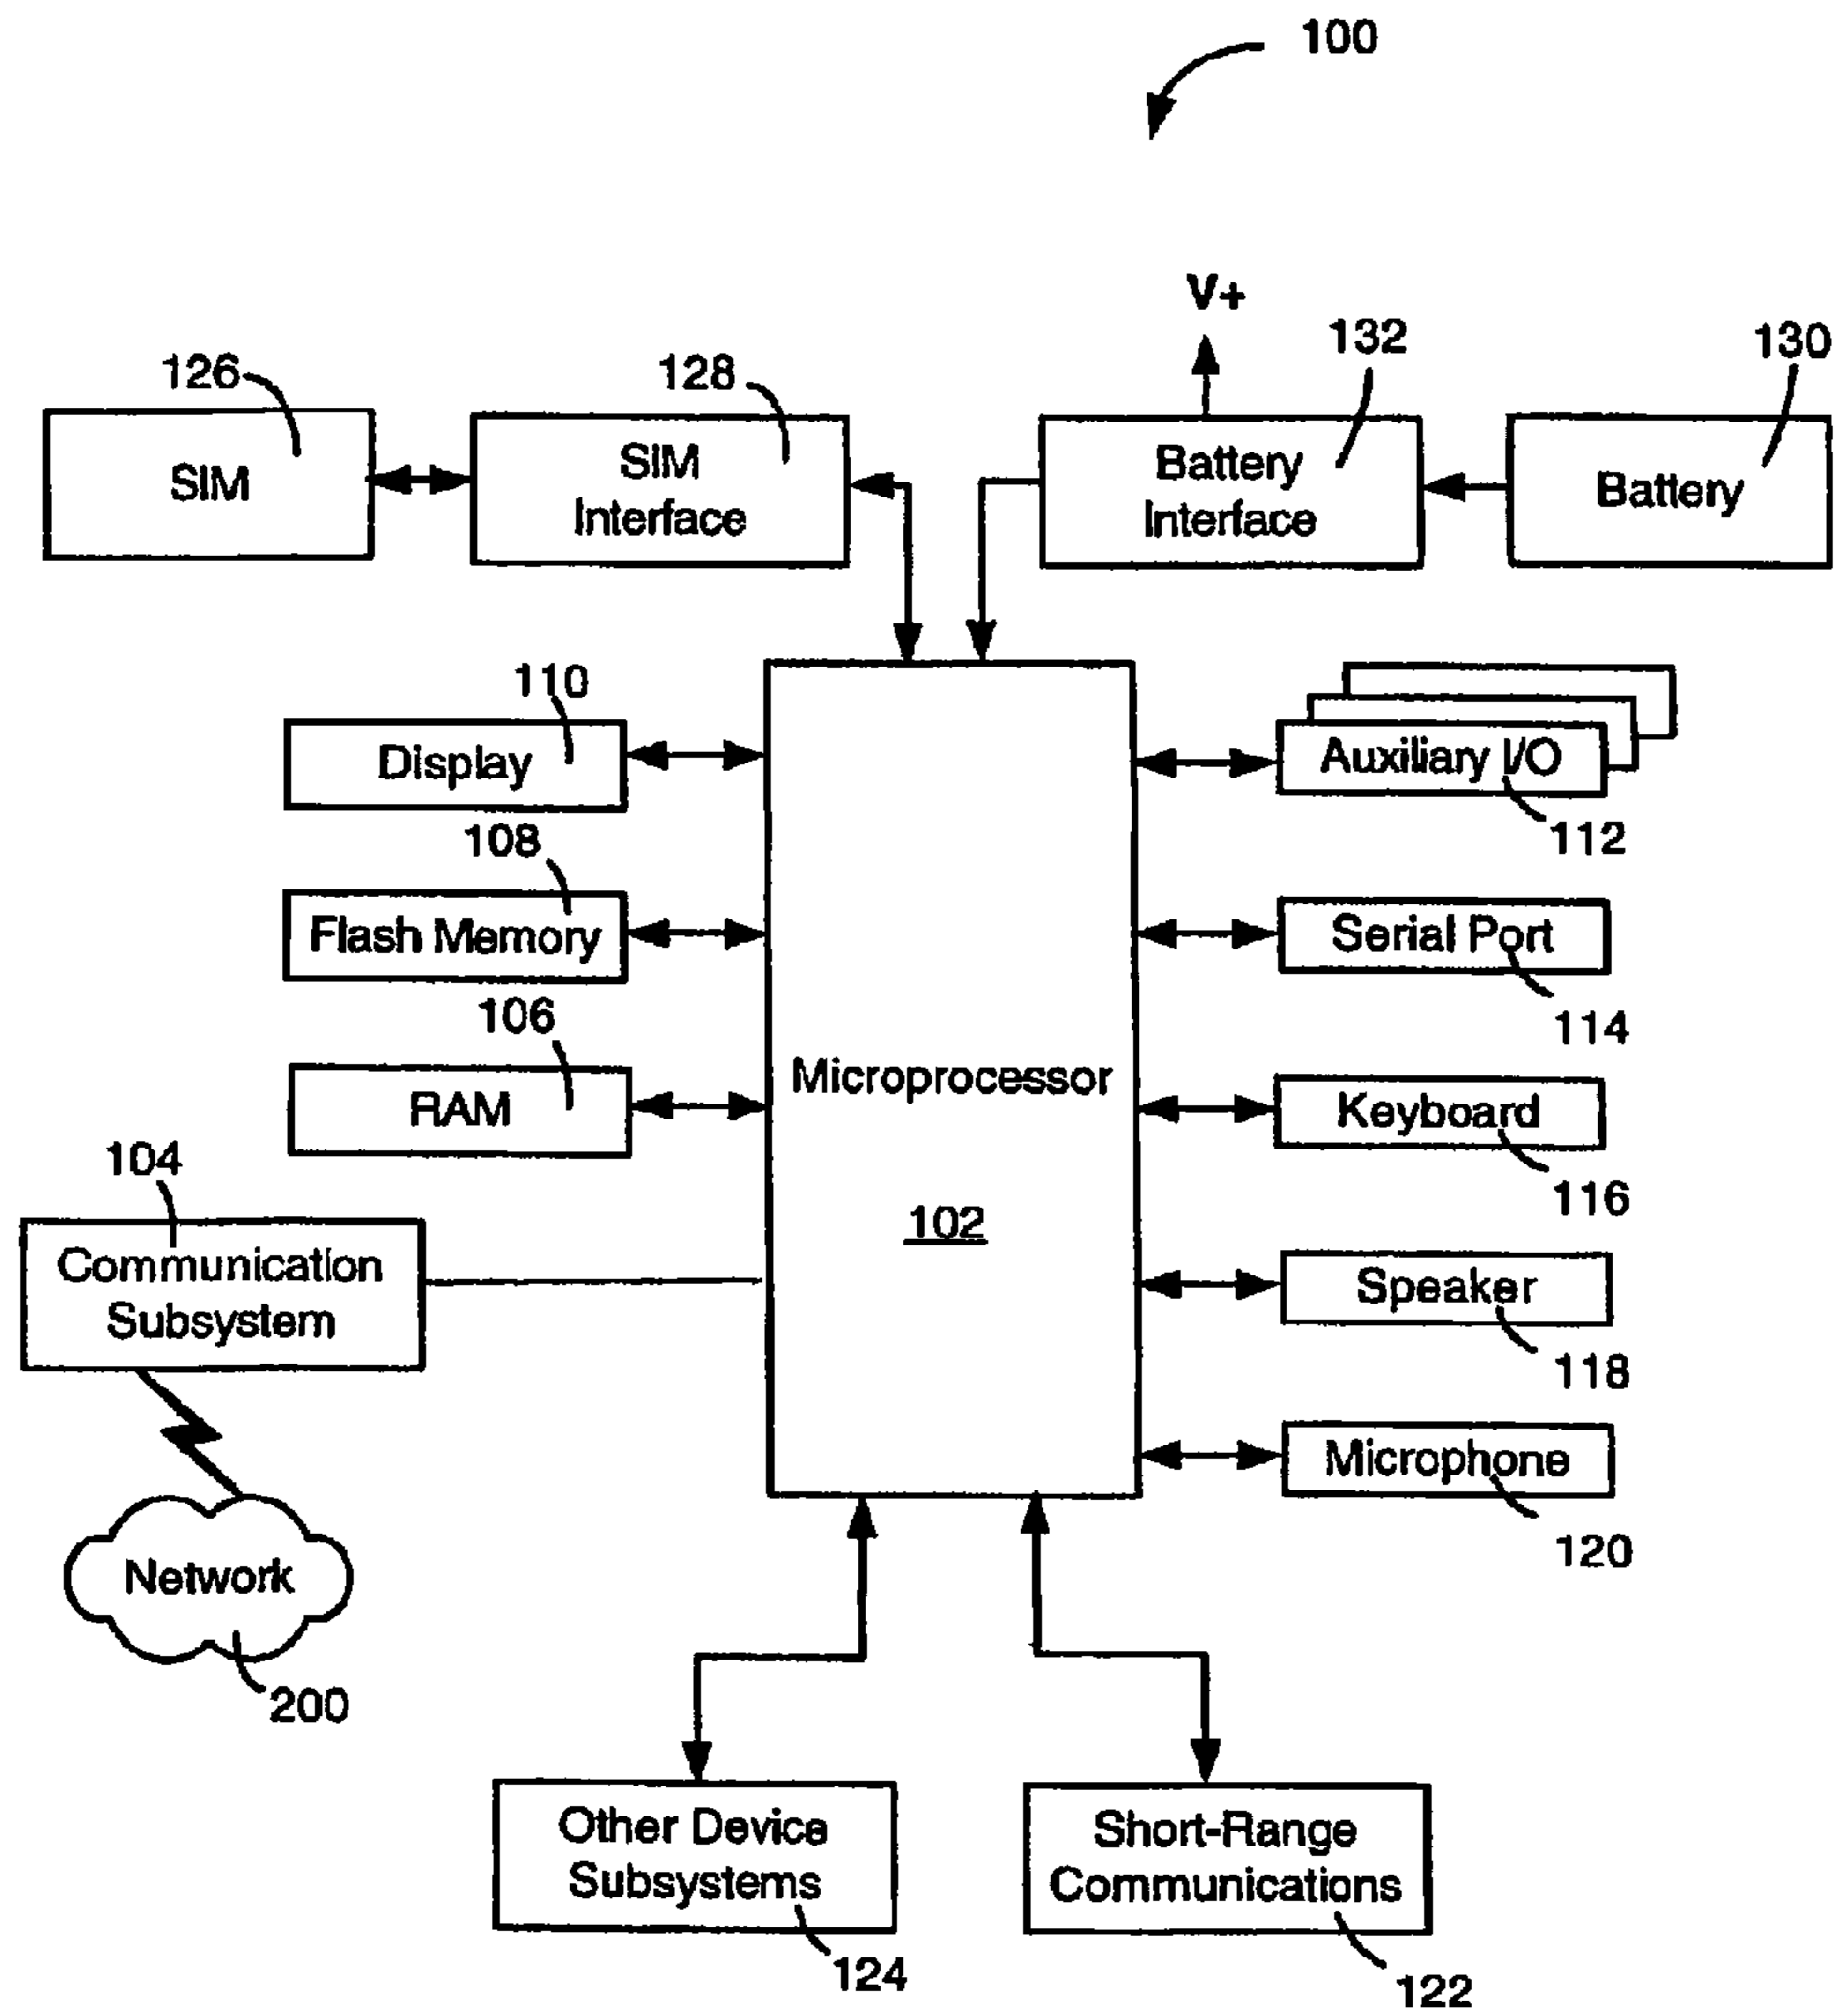 100
V+
132
130
126
128
SIM
SIM
Interface
Battery
Interface
Battery
110
Display
Auxiliary I/O
112
108
Flash Memory
Serial Port
114
106
RAM
Microprocessor
102
Keyboard
116
104
Communication
Subsystem
Speaker
118
Microphone
120
Network
200
Other Device
Subsystems
124
Short-Range
Communications
122